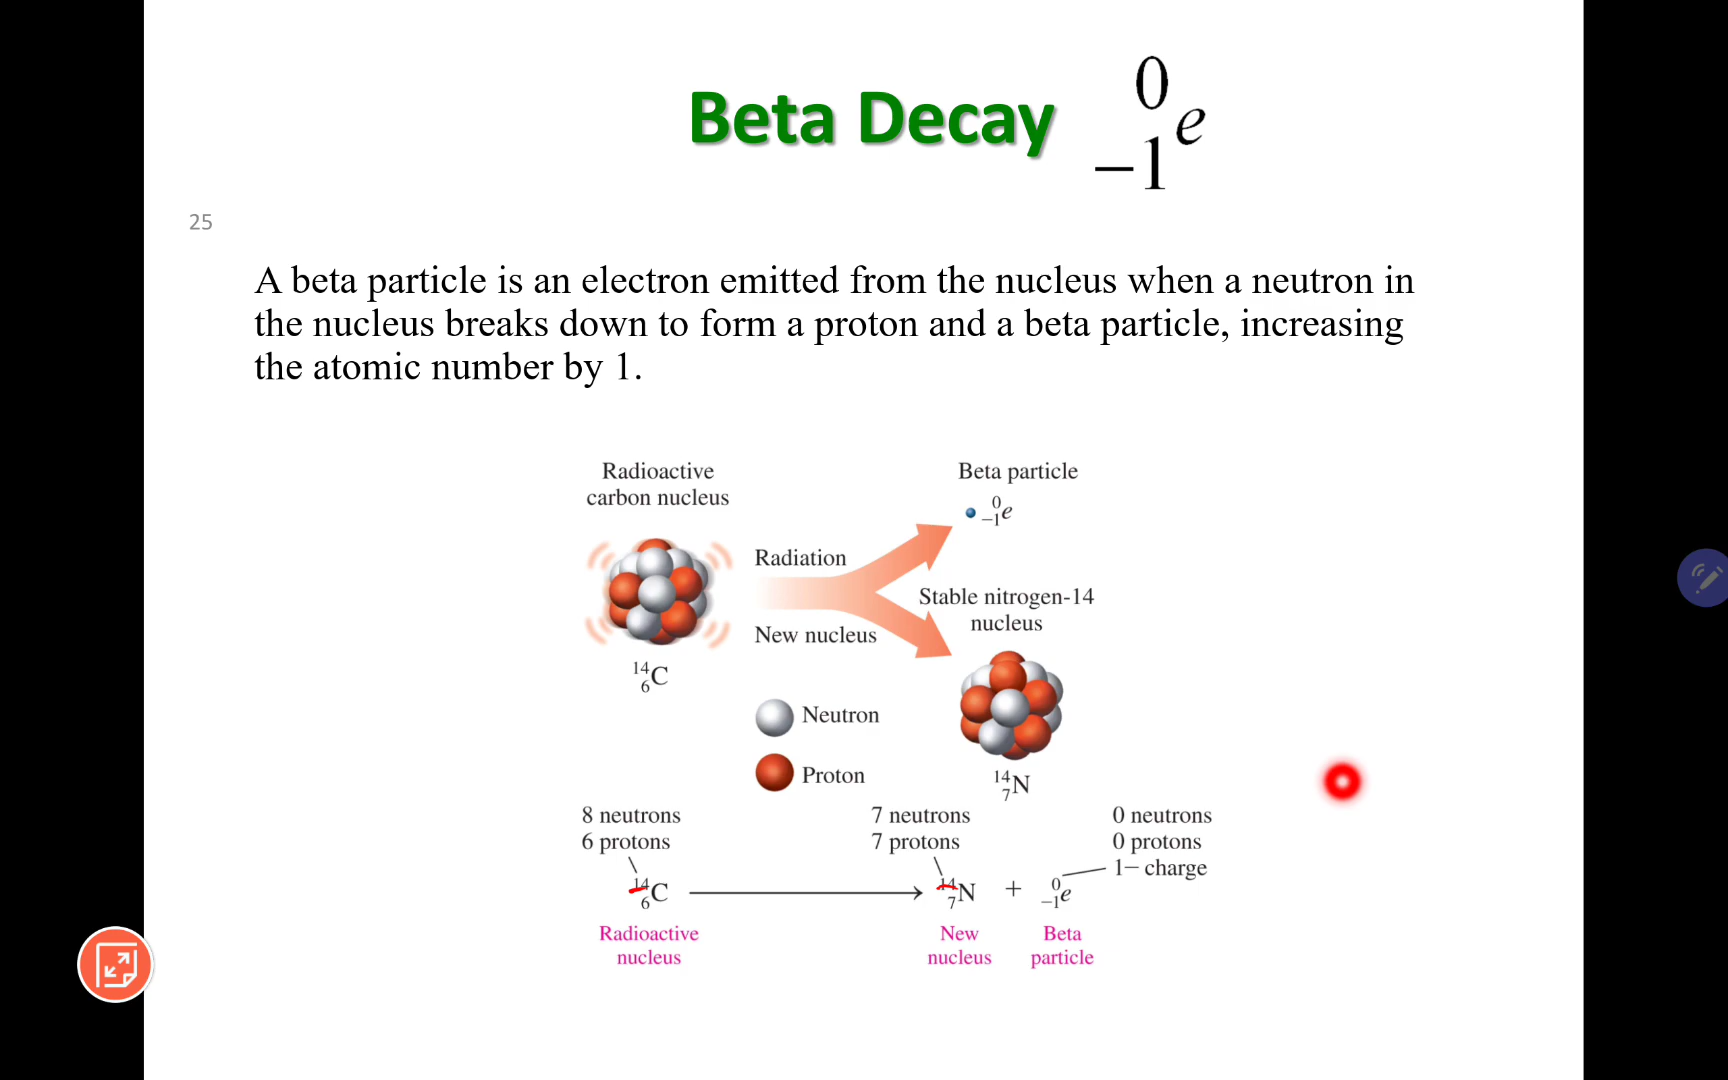 Beta Decay
0
−1 e
25
A beta particle is an electron emitted from the nucleus when a neutron in
the nucleus breaks down to form a proton and a beta particle, increasing
the atomic number by 1.
Radioactive
carbon nucleus
Beta particle
0
−1 e
Radiation
Stable nitrogen-14
nucleus
New nucleus
14
6 C
Neutron
Proton
14
7 N
8 neutrons
6 protons
7 neutrons
7 protons
0 neutrons
0 protons
1− charge
14
6 C
14
7 N
+
0
−1 e
Radioactive
nucleus
New
nucleus
Beta
particle